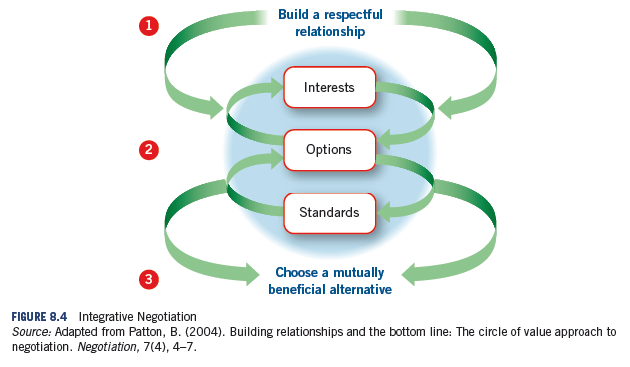 1
Build a respectful
relationship
Interests
2
Options
Standards
3
Choose a mutually
beneficial alternative
FIGURE 8.4 Integrative Negotiation
Source: Adapted from Patton, B. (2004). Building relationships and the bottom line: The circle of value approach to
negotiation. Negotiation, 7(4), 4–7.